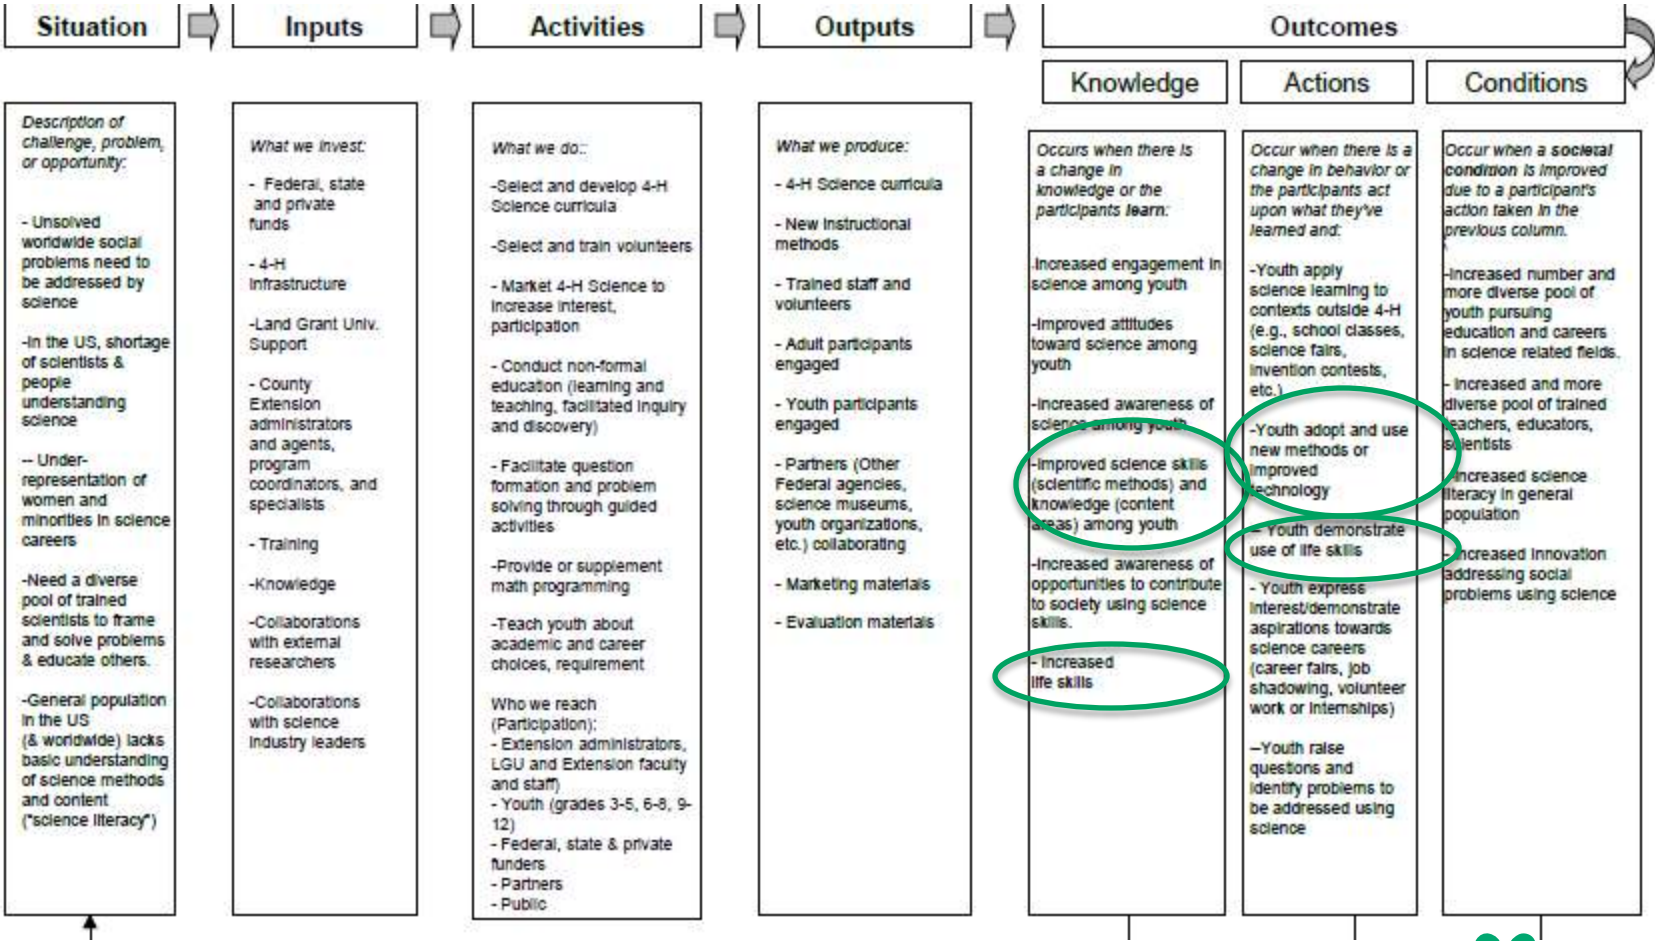 Situation
Inputs
Activities
Outputs
Outcomes
Knowledge
Actions
Conditions
Description of
challenge, problem,
or opportunity:
- Unsolved
worldwide social
problems need to
be addressed by
science
-In the US, shortage
of scientists &
people
understanding
science
-- Under-
representation of
women and
minorities in science
careers
-Need a diverse
pool of trained
scientists to frame
and solve problems
& educate others.
-General population
in the US
(& worldwide) lacks
basic understanding
of science methods
and content
("science literacy")
What we invest:
- Federal, state
and private
funds
- 4-H
Infrastructure
-Land Grant Univ.
Support
- County
Extension
administrators
and agents,
program
coordinators, and
specialists
- Training
-Knowledge
-Collaborations
with external
researchers
-Collaborations
with science
industry leaders
What we do::
-Select and develop 4-H
Science curricula
-Select and train volunteers
- Market 4-H Science to
increase interest,
participation
- Conduct non-formal
education (learning and
teaching, facilitated inquiry
and discovery)
- Facilitate question
formation and problem
solving through guided
activities
-Provide or supplement
math programming
-Teach youth about
academic and career
choices, requirement
Who we reach
(Participation):
- Extension administrators,
LGU and Extension faculty
and staff)
- Youth (grades 3-5, 6-8, 9-
12)
- Federal, state & private
funders
- Partners
- Public
What we produce:
- 4-H Science curricula
- New instructional
methods
- Trained staff and
volunteers
- Adult participants
engaged
- Youth participants
engaged
- Partners (Other
Federal agencies,
science museums,
youth organizations,
etc.) collaborating
- Marketing materials
- Evaluation materials
Occurs when there is
a change in
knowledge or the
participants learn:
-Increased engagement in
science among youth
-Improved attitudes
toward science among
youth
-Increased awareness of
science among youth
-Improved science skills
(scientific methods) and
knowledge (content
areas) among youth
-Increased awareness of
opportunities to contribute
to society using science
skills.
- Increased
life skills
Occur when there is a
change in behavior or
the participants act
upon what they've
learned and:
-Youth apply
science learning to
contexts outside 4-H
(e.g., school classes,
science fairs,
invention contests,
etc.)
-Youth adopt and use
new methods or
improved
technology
-- Youth demonstrate
use of life skills
- Youth express
interest/demonstrate
aspirations towards
science careers
(career fairs, job
shadowing, volunteer
work or internships)
--Youth raise
questions and
identify problems to
be addressed using
science
Occur when a societal
condition is improved
due to a participant's
action taken in the
previous column.
-Increased number and
more diverse pool of
youth pursuing
education and careers
in science related fields.
- Increased and more
diverse pool of trained
teachers, educators,
scientists
-Increased science
literacy in general
population
- Increased innovation
addressing social
problems using science